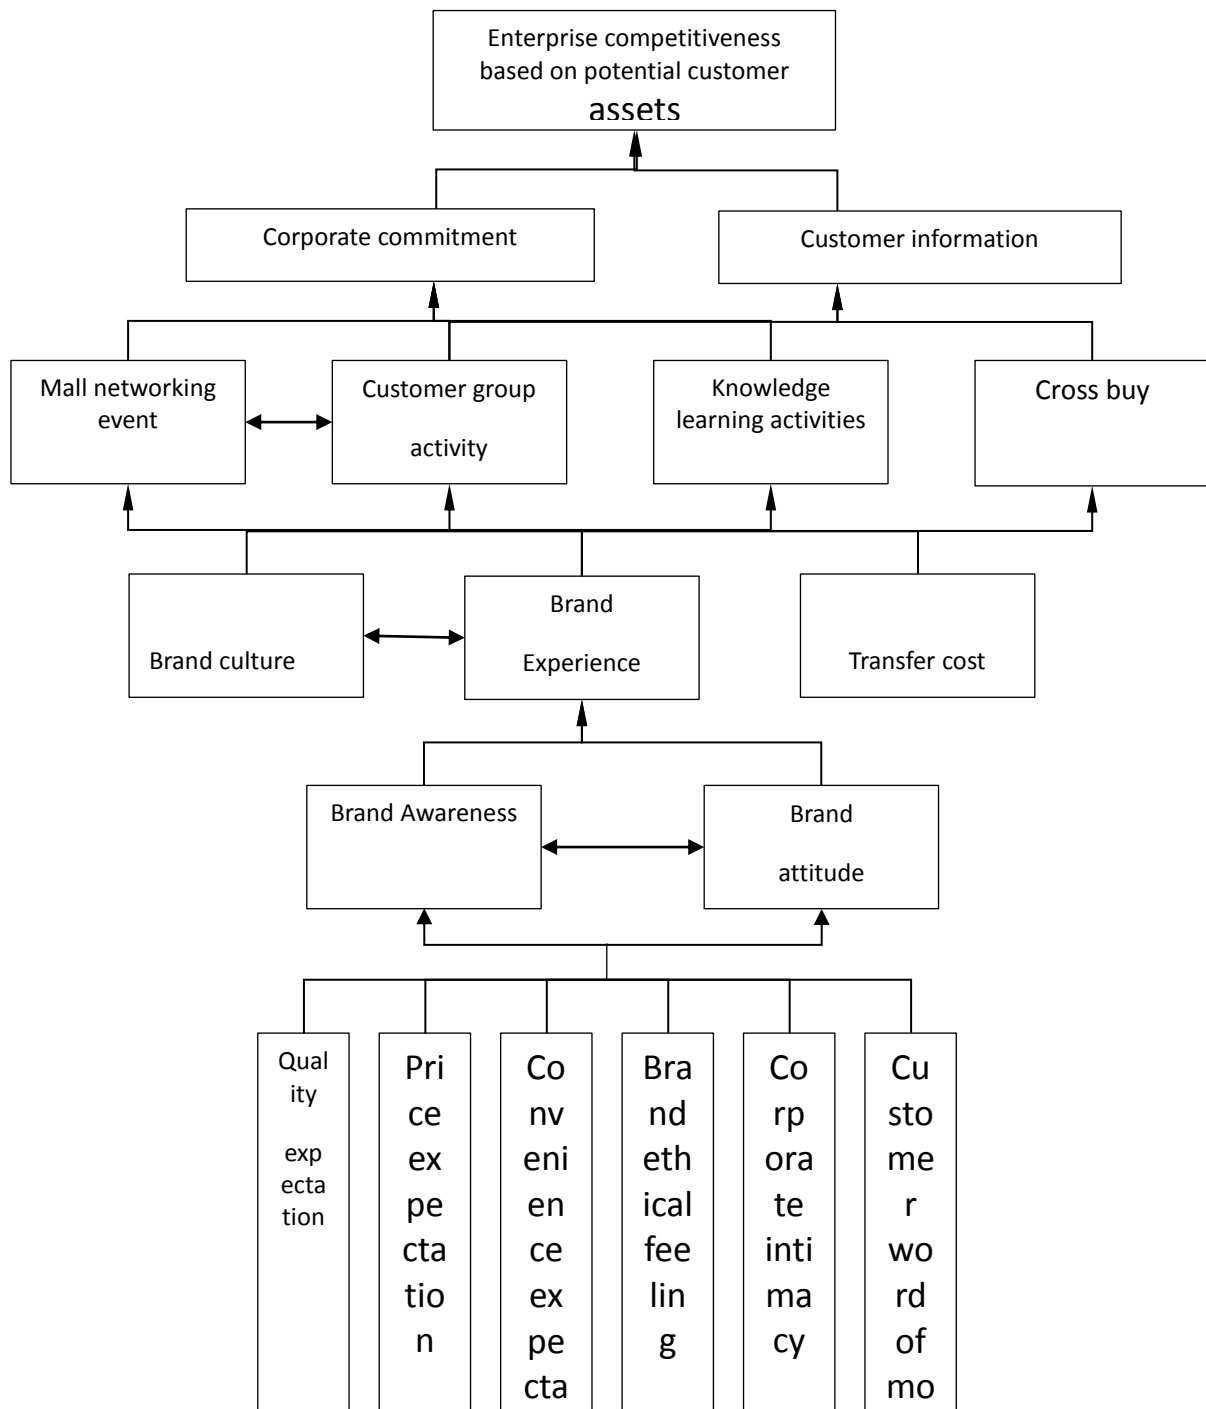 Enterprise competitiveness
based on potential customer
assets
Corporate commitment
Customer information
Mall networking
event
Customer group
activity
Knowledge
learning activities
Cross buy
Brand culture
Brand
Experience
Transfer cost
Brand Awareness
Brand
attitude
Qual
ity
exp
ecta
tion
Pri
ce
ex
pe
cta
tio
n
Co
nv
eni
en
ce
ex
pe
cta
Bra
nd
eth
ical
fee
lin
g
Co
rp
ora
te
inti
ma
cy
Cu
sto
me
r
wo
rd
of
mo